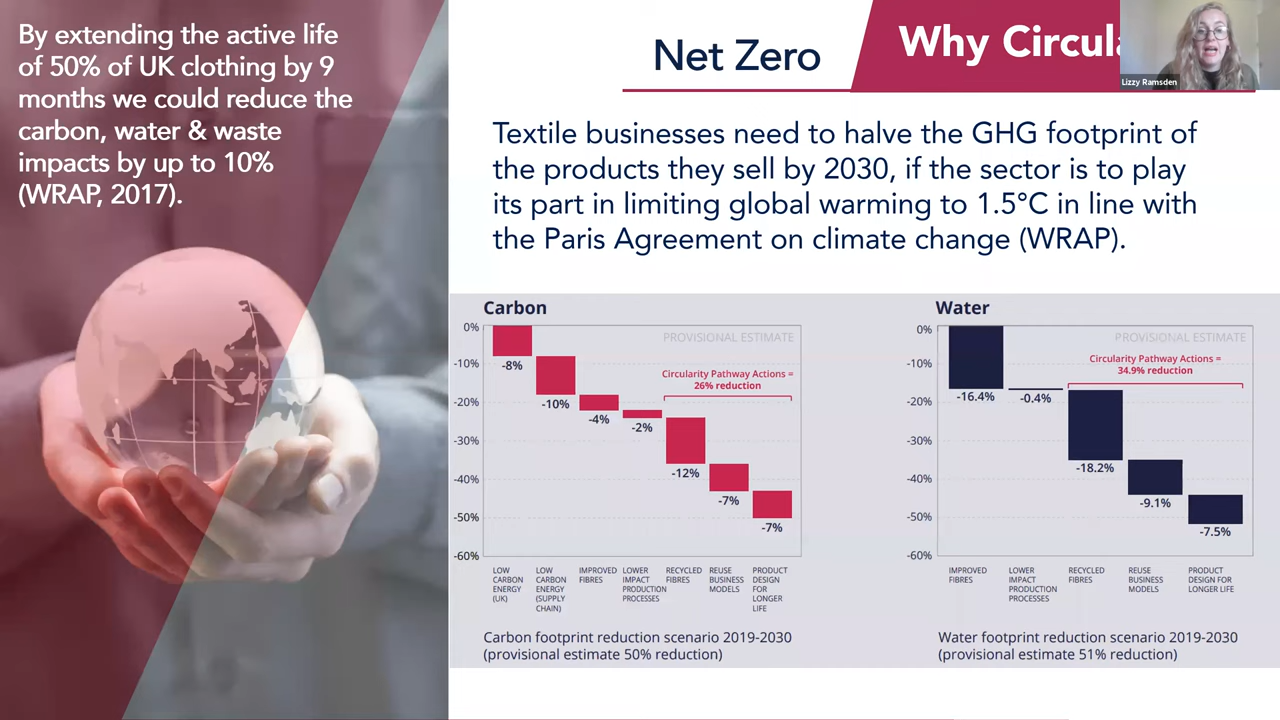 By extending the active life
of 50% of UK clothing by 9
months we could reduce the
carbon, water & waste
impacts by up to 10%
(WRAP, 2017).
Net Zero
Why Circul
Lizzy Ramsden
Textile businesses need to halve the GHG footprint of
the products they sell by 2030, if the sector is to play
its part in limiting global warming to 1.5°C in line with
the Paris Agreement on climate change (WRAP).
Carbon
0%
-10%
-20%
-30%
-40%
-50%
-60%
PROVISIONAL ESTIMATE
Circularity Pathway Actions =
26% reduction
-8%
-10%
-4%
-2%
-12%
-7%
-7%
LOW
CARBON
ENERGY
(UK)
LOW
CARBON
ENERGY
(SUPPLY
CHAIN)
IMPROVED
FIBRES
LOWER
IMPACT
PRODUCTION
PROCESSES
RECYCLED
FIBRES
REUSE
BUSINESS
MODELS
PRODUCT
DESIGN
FOR
LONGER
LIFE
Carbon footprint reduction scenario 2019-2030
(provisional estimate 50% reduction)
Water
0%
-10%
-20%
-30%
-40%
-50%
-60%
PROVISIONAL ESTIMATE
Circularity Pathway Actions =
34.9% reduction
-16.4%
-0.4%
-18.2%
-9.1%
-7.5%
IMPROVED
FIBRES
LOWER
IMPACT
PRODUCTION
PROCESSES
RECYCLED
FIBRES
REUSE
BUSINESS
MODELS
PRODUCT
DESIGN FOR
LONGER LIFE
Water footprint reduction scenario 2019-2030
(provisional estimate 51% reduction)